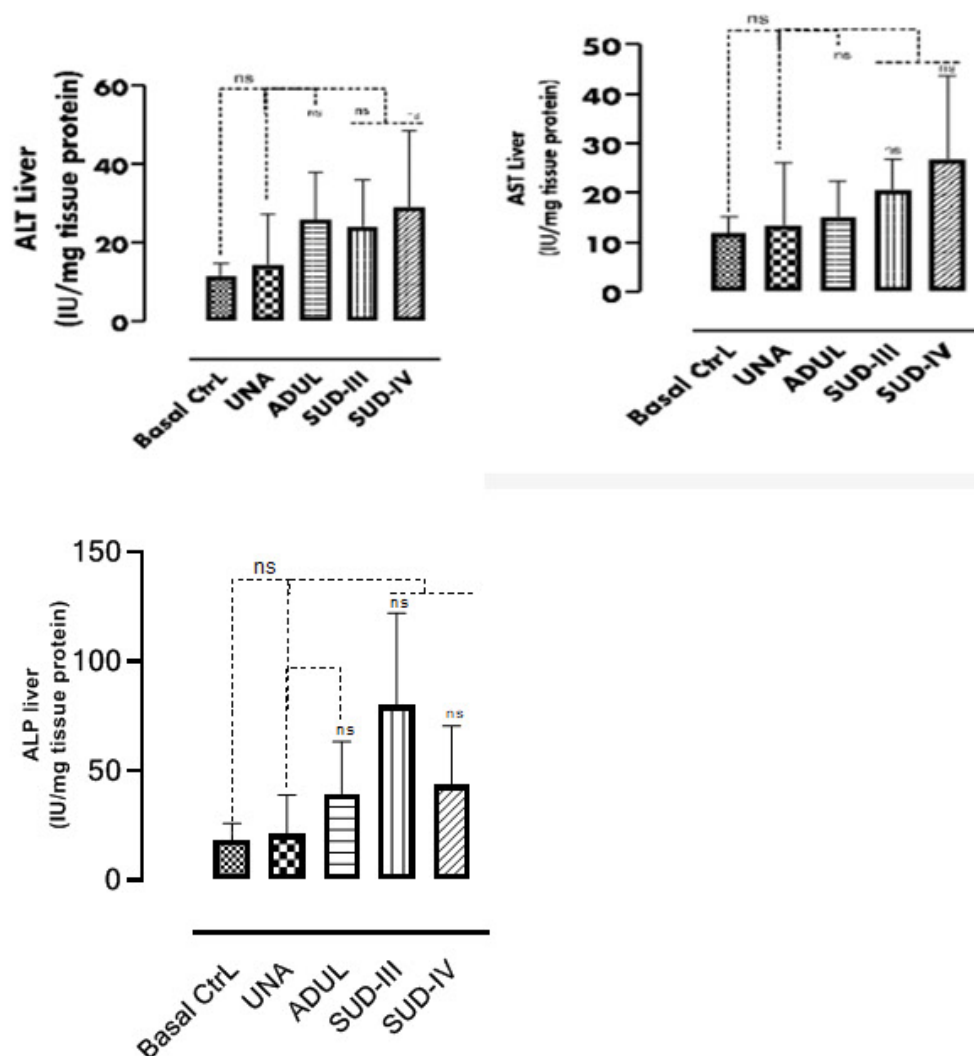 ALT Liver
(IU/mg tissue protein)
60
40
20
0
ns
ns
ns
Basal CtrL
UNA
ADUL
SUD-III
SUD-IV
AST Liver
(IU/mg tissue protein)
50
40
30
20
10
0
ns
ns
ns
ns
Basal CtrL
UNA
ADUL
SUD-III
SUD-IV
ALP liver
(IU/mg tissue protein)
150
100
50
0
ns
ns
ns
ns
Basal CtrL
UNA
ADUL
SUD-III
SUD-IV